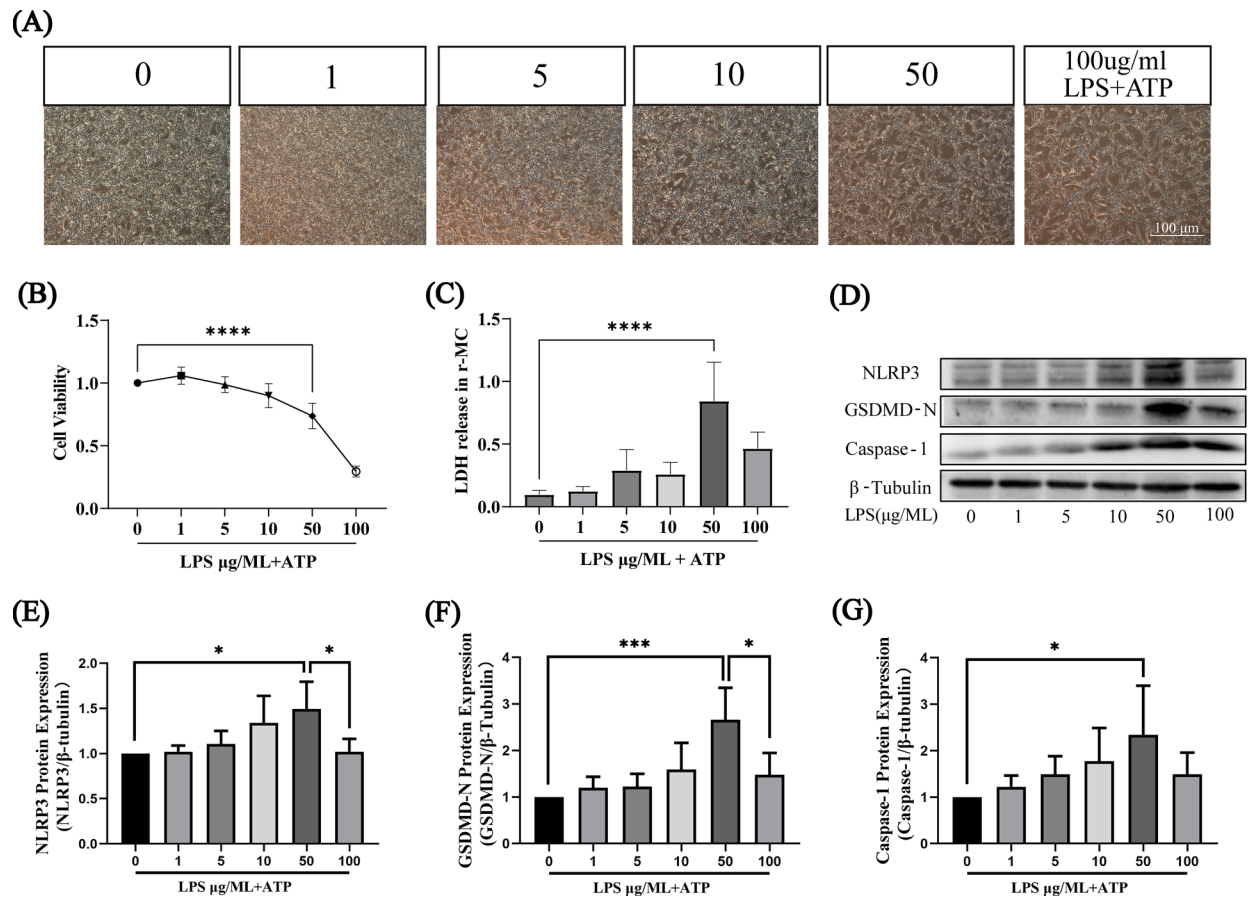 (A)
0
1
5
10
50
100ug/ml
LPS+ATP
100 μm
(B)
****
1.5
1.0
0.5
0.0
Cell Viability
0 1 5 10 50 100
LPS μg/ML+ATP
(C)
****
1.5
1.0
0.5
0.0
LDH release in r-MC
0 1 5 10 50 100
LPS μg/ML + ATP
(D)
NLRP3
GSDMD-N
Caspase-1
β-Tubulin
LPS(μg/ML) 0 1 5 10 50 100
(E)
* *
2.0
1.5
1.0
0.5
0.0
NLRP3 Protein Expression
(NLRP3/β-tubulin)
0 1 5 10 50 100
LPS μg/ML+ATP
(F)
*** *
4
3
2
1
0
GSDMD-N Protein Expression
(GSDMD-N/β-Tubulin)
0 1 5 10 50 100
LPS μg/ML+ATP
(G)
*
4
3
2
1
0
Caspase-1 Protein Expression
(Caspase-1/β-tubulin)
0 1 5 10 50 100
LPS μg/ML+ATP